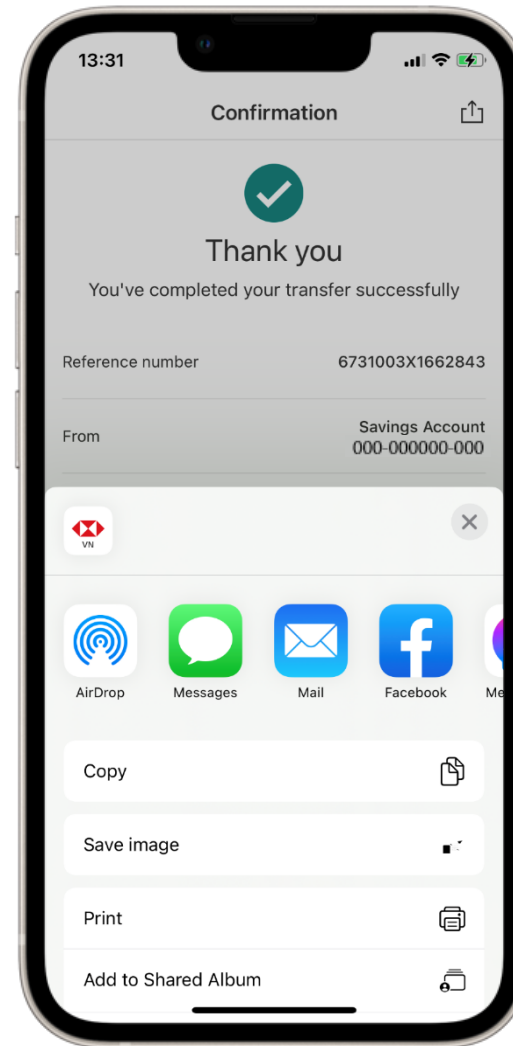 13:31
Confirmation
Thank you
You've completed your transfer successfully
Reference number 6731003X1662843
From Savings Account
000-000000-000
VN
AirDrop Messages Mail Facebook Me
Copy
Save image
Print
Add to Shared Album